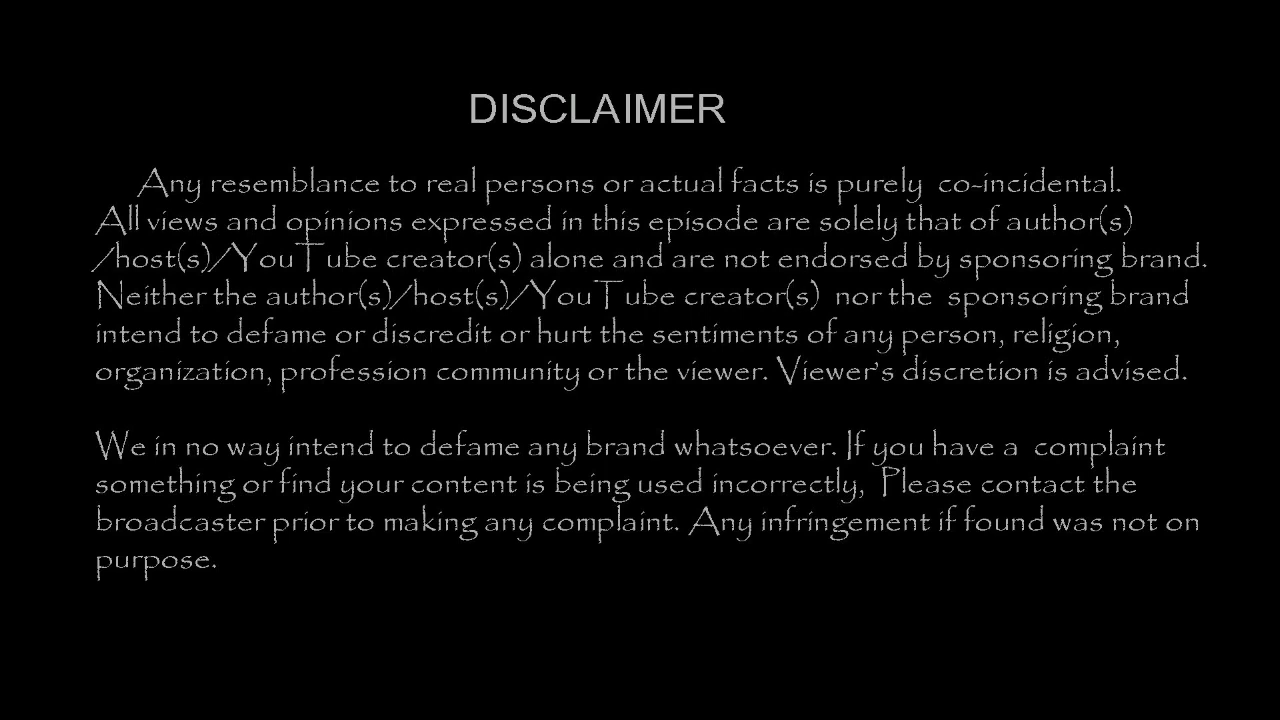 DISCLAIMER
Any resemblance to real persons or actual facts is purely co-incidental.
All views and opinions expressed in this episode are solely that of author(s)
/host(s)/YouTube creator(s) alone and are not endorsed by sponsoring brand.
Neither the author(s)/host(s)/YouTube creator(s) nor the sponsoring brand
intend to defame or discredit or hurt the sentiments of any person, religion,
organization, profession community or the viewer. Viewer's discretion is advised.
We in no way intend to defame any brand whatsoever. If you have a complaint
something or find your content is being used incorrectly, Please contact the
broadcaster prior to making any complaint. Any infringement if found was not on
purpose.